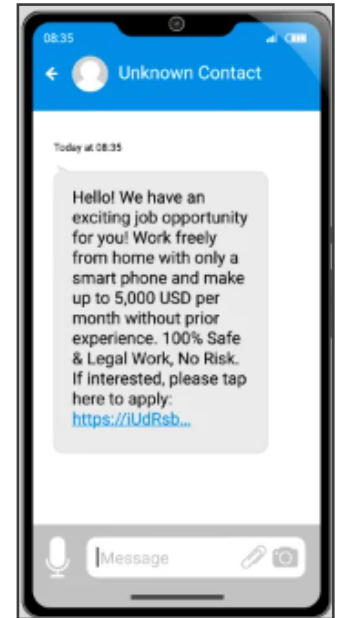 08:35
Unknown Contact
Today at 08:35
Hello! We have an
exciting job opportunity
for you! Work freely
from home with only a
smart phone and make
up to 5,000 USD per
month without prior
experience. 100% Safe
& Legal Work, No Risk.
If interested, please tap
here to apply:
https://iUdRsb...
Message